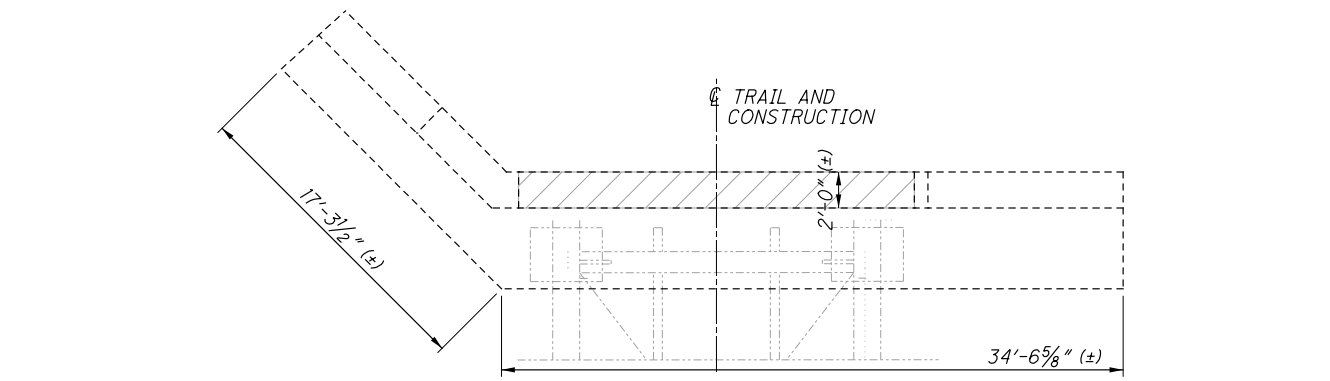 ℄ TRAIL AND
CONSTRUCTION
2'-0" (±)
17'-3½" (±)
34'-6⅝" (±)